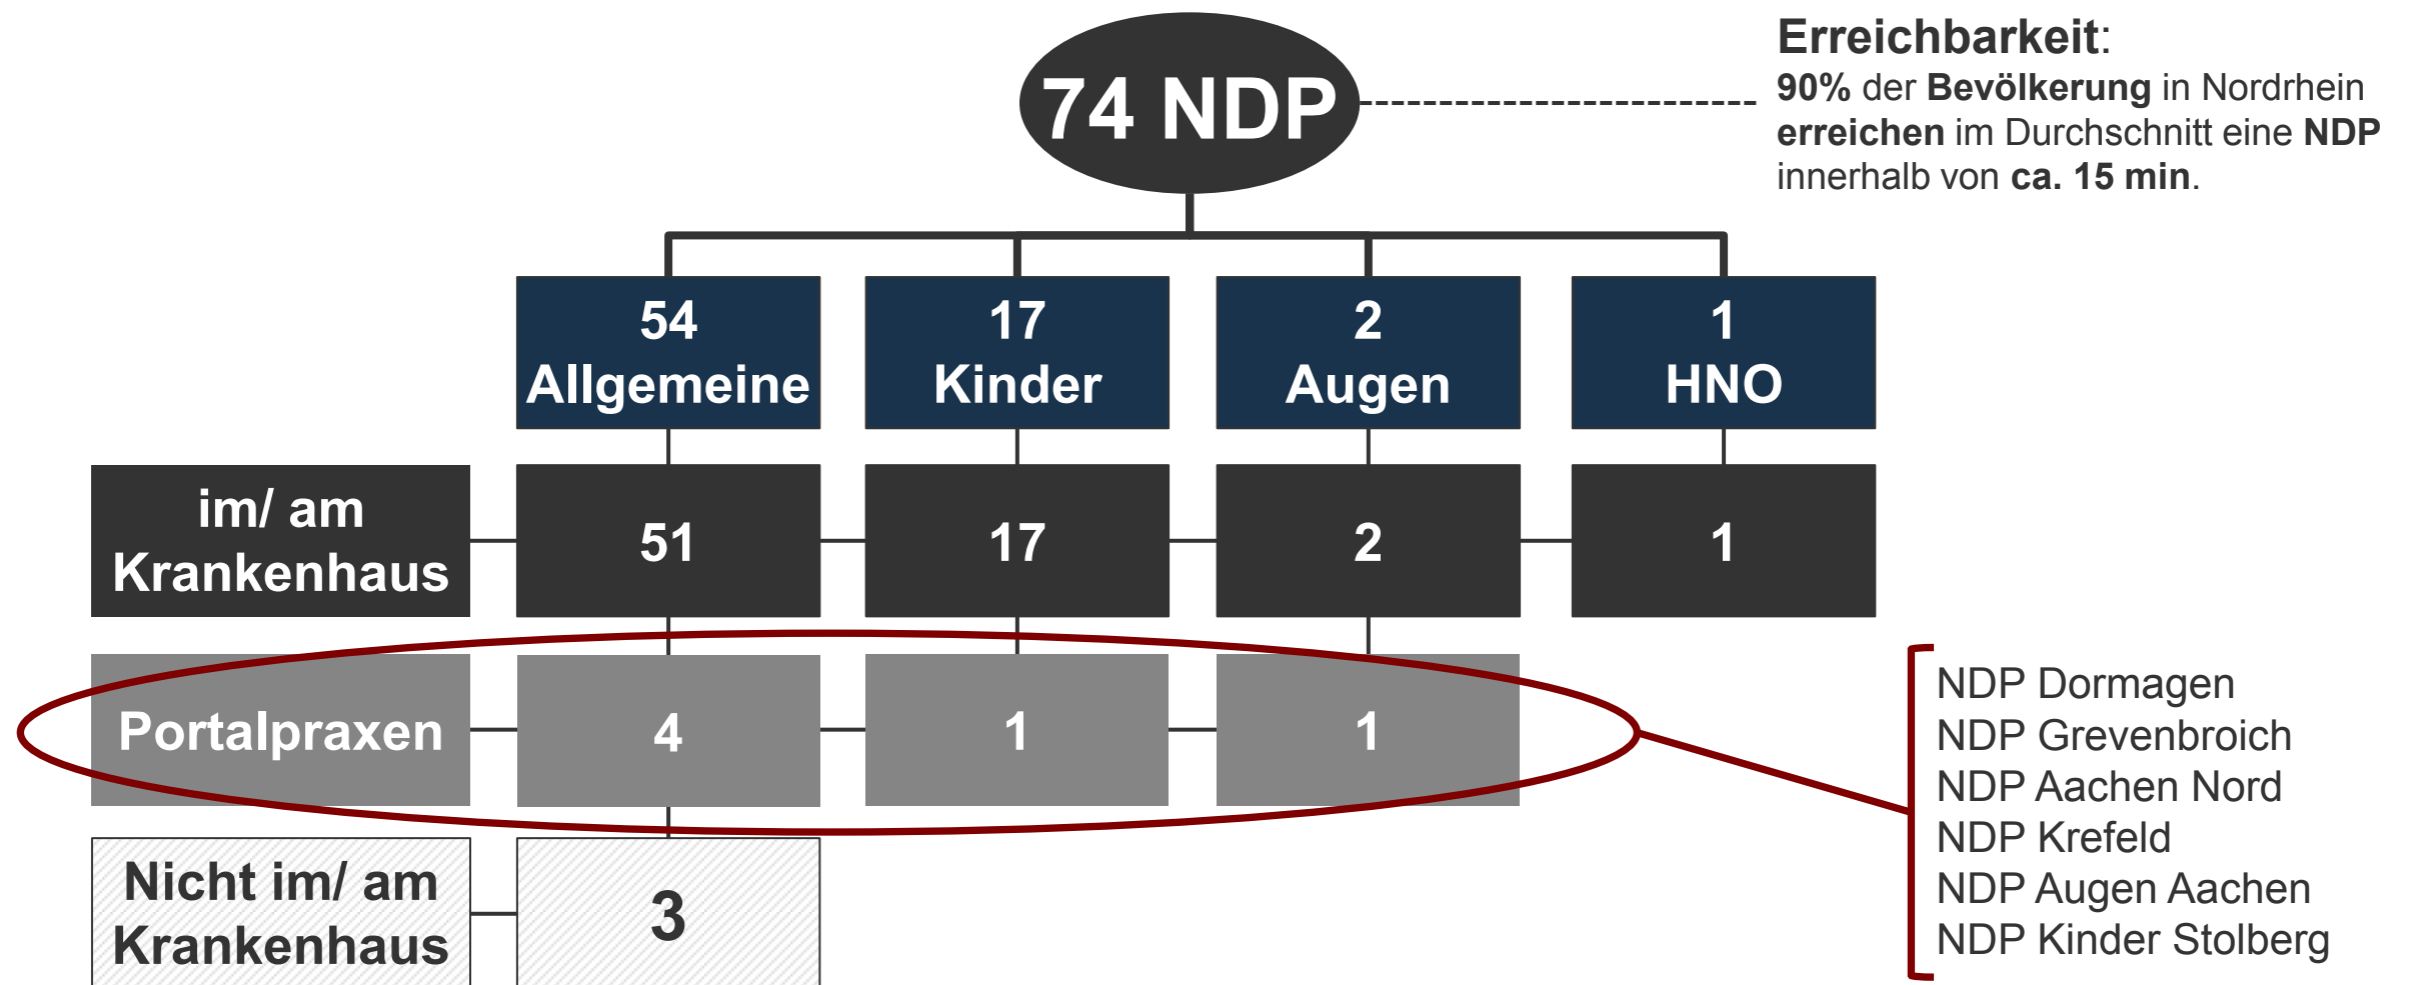 74 NDP
Erreichbarkeit:
90% der Bevölkerung in Nordrhein
erreichen im Durchschnitt eine NDP
innerhalb von ca. 15 min.
54
Allgemeine
17
Kinder
2
Augen
1
HNO
im/ am
Krankenhaus
51
17
2
1
Portalpraxen
4
1
1
NDP Dormagen
NDP Grevenbroich
NDP Aachen Nord
NDP Krefeld
NDP Augen Aachen
NDP Kinder Stolberg
Nicht im/ am
Krankenhaus
3